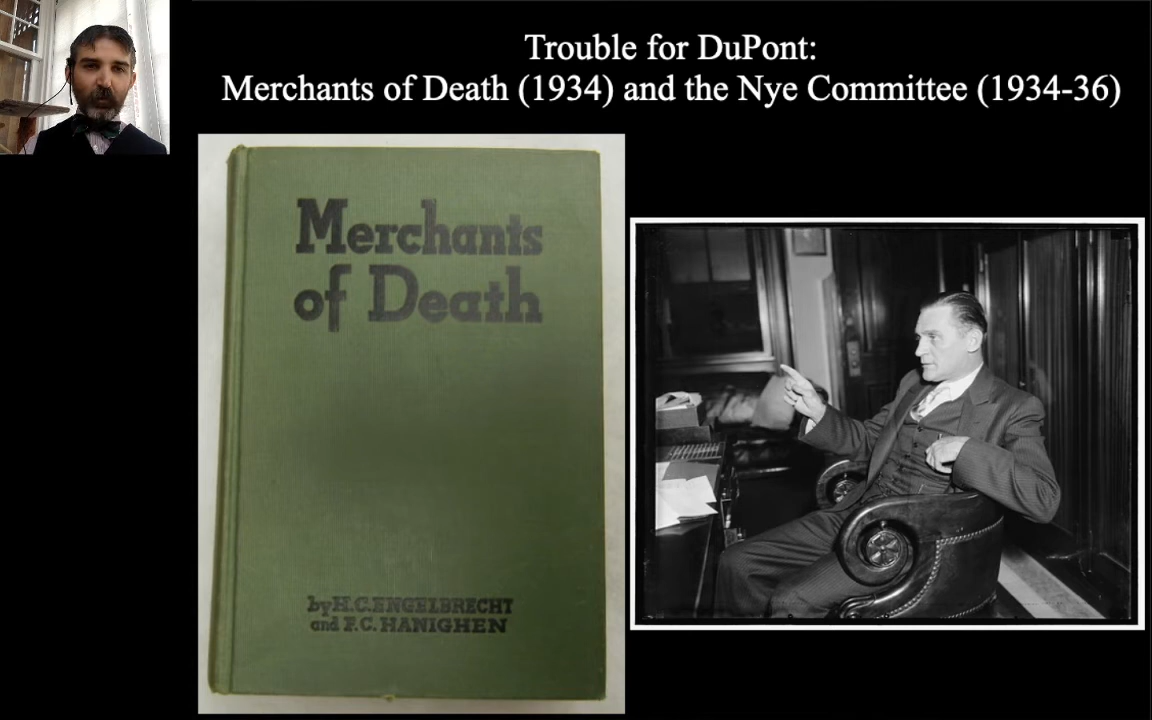 Trouble for DuPont:
Merchants of Death (1934) and the Nye Committee (1934-36)
Merchants
of Death
by H.C. ENGELBRECHT
and F.C. HANIGHEN